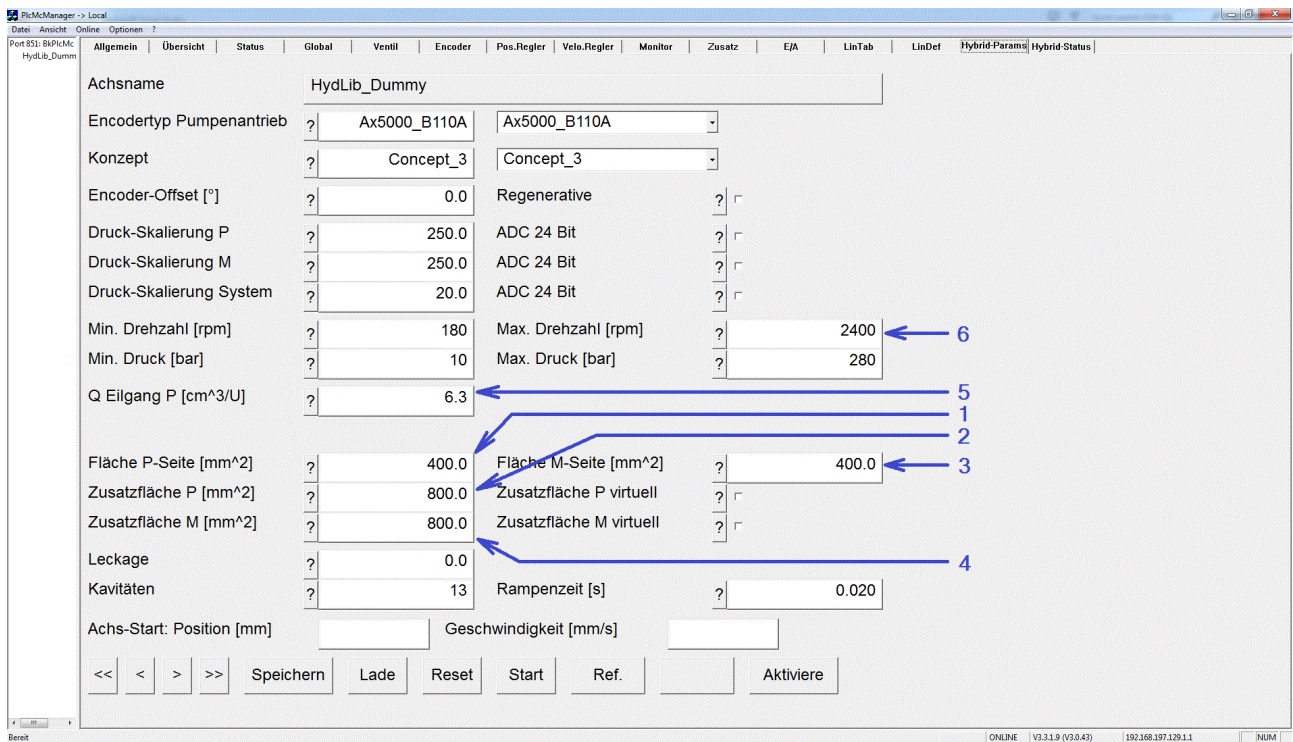 PlcMcManager -> Local
Datei Ansicht Online Optionen ?
Port 851: BkPlcMc
HydLib_Dumm
Allgemein Übersicht Status Global Ventil Encoder Pos.Regler Velo.Regler Monitor Zusatz E/A LinTab LinDef Hybrid-Params Hybrid-Status
Achsname HydLib_Dummy
Encodertyp Pumpenantrieb ? Ax5000_B110A Ax5000_B110A
Konzept ? Concept_3 Concept_3
Encoder-Offset [°] ? 0.0 Regenerative ?
Druck-Skalierung P ? 250.0 ADC 24 Bit ?
Druck-Skalierung M ? 250.0 ADC 24 Bit ?
Druck-Skalierung System ? 20.0 ADC 24 Bit ?
Min. Drehzahl [rpm] ? 180 Max. Drehzahl [rpm] ? 2400 6
Min. Druck [bar] ? 10 Max. Druck [bar] ? 280
Q Eilgang P [cm^3/U] ? 6.3 5
1
2
Fläche P-Seite [mm^2] ? 400.0 Fläche M-Seite [mm^2] ? 400.0 3
Zusatzfläche P [mm^2] ? 800.0 Zusatzfläche P virtuell ?
Zusatzfläche M [mm^2] ? 800.0 Zusatzfläche M virtuell ?
Leckage ? 0.0 4
Kavitäten ? 13 Rampenzeit [s] ? 0.020
Achs-Start: Position [mm] Geschwindigkeit [mm/s]
<< < > >> Speichern Lade Reset Start Ref. Aktiviere
Bereit ONLINE V3.3.1.9 (V3.0.43) 192.168.197.129.1.1 NUM